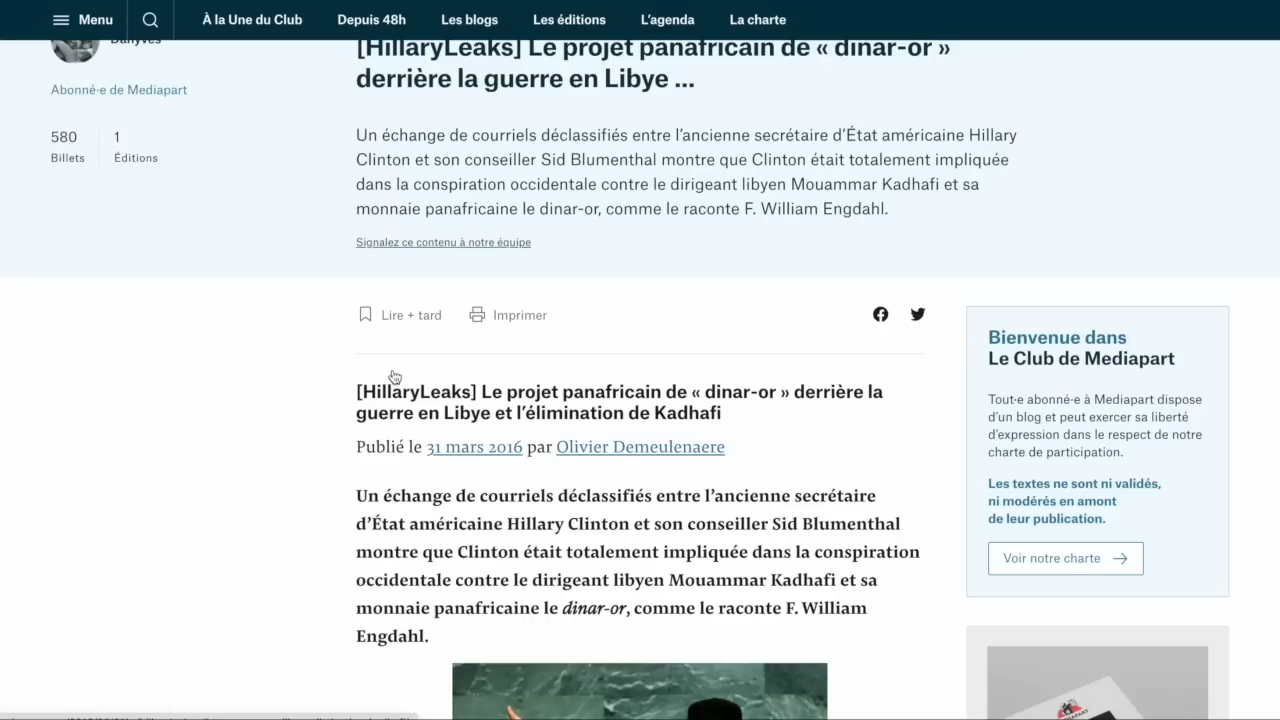 Menu
À la Une du Club
Depuis 48h
Les blogs
Les éditions
L’agenda
La charte
Danyves
Abonné·e de Mediapart
580
1
Billets
Éditions
[HillaryLeaks] Le projet panafricain de « dinar-or »
derrière la guerre en Libye ...
Un échange de courriels déclassifiés entre l’ancienne secrétaire d’État américaine Hillary
Clinton et son conseiller Sid Blumenthal montre que Clinton était totalement impliquée
dans la conspiration occidentale contre le dirigeant libyen Mouammar Kadhafi et sa
monnaie panafricaine le dinar-or, comme le raconte F. William Engdahl.
Signalez ce contenu à notre équipe
Lire + tard
Imprimer
[HillaryLeaks] Le projet panafricain de « dinar-or » derrière la
guerre en Libye et l’élimination de Kadhafi
Publié le 31 mars 2016 par Olivier Demeulenaere
Un échange de courriels déclassifiés entre l’ancienne secrétaire
d’État américaine Hillary Clinton et son conseiller Sid Blumenthal
montre que Clinton était totalement impliquée dans la conspiration
occidentale contre le dirigeant libyen Mouammar Kadhafi et sa
monnaie panafricaine le dinar-or, comme le raconte F. William
Engdahl.
Bienvenue dans
Le Club de Mediapart
Tout·e abonné·e à Mediapart dispose
d’un blog et peut exercer sa liberté
d’expression dans le respect de notre
charte de participation.
Les textes ne sont ni validés,
ni modérés en amont
de leur publication.
Voir notre charte
MEDIAPART